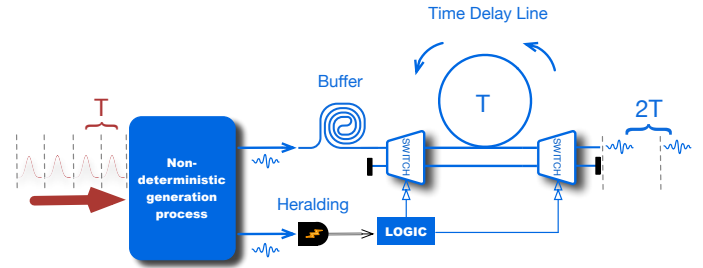 Time Delay Line
Buffer
T
T
2T
SWITCH
SWITCH
Non-
deterministic
generation
process
Heralding
LOGIC